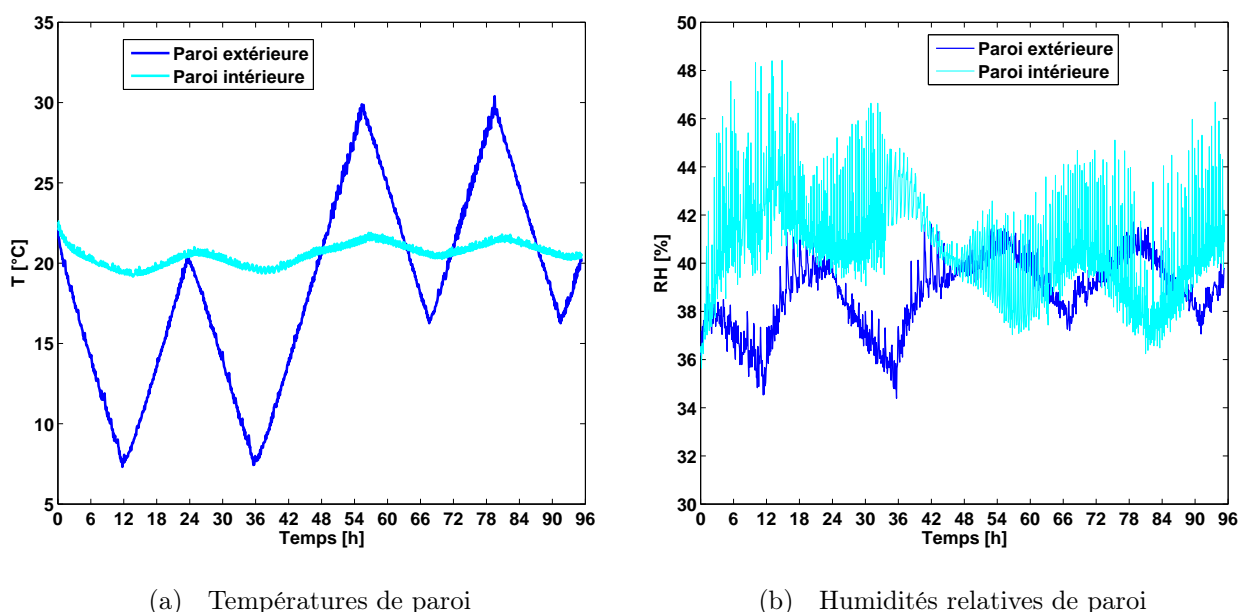 35
30
25
20
15
10
5
T [°C]
Paroi extérieure
Paroi intérieure
0 6 12 18 24 30 36 42 48 54 60 66 72 78 84 90 96
Temps [h]
(a) Températures de paroi
50
48
46
44
42
40
38
36
34
32
30
RH [%]
Paroi extérieure
Paroi intérieure
0 6 12 18 24 30 36 42 48 54 60 66 72 78 84 90 96
Temps [h]
(b) Humidités relatives de paroi